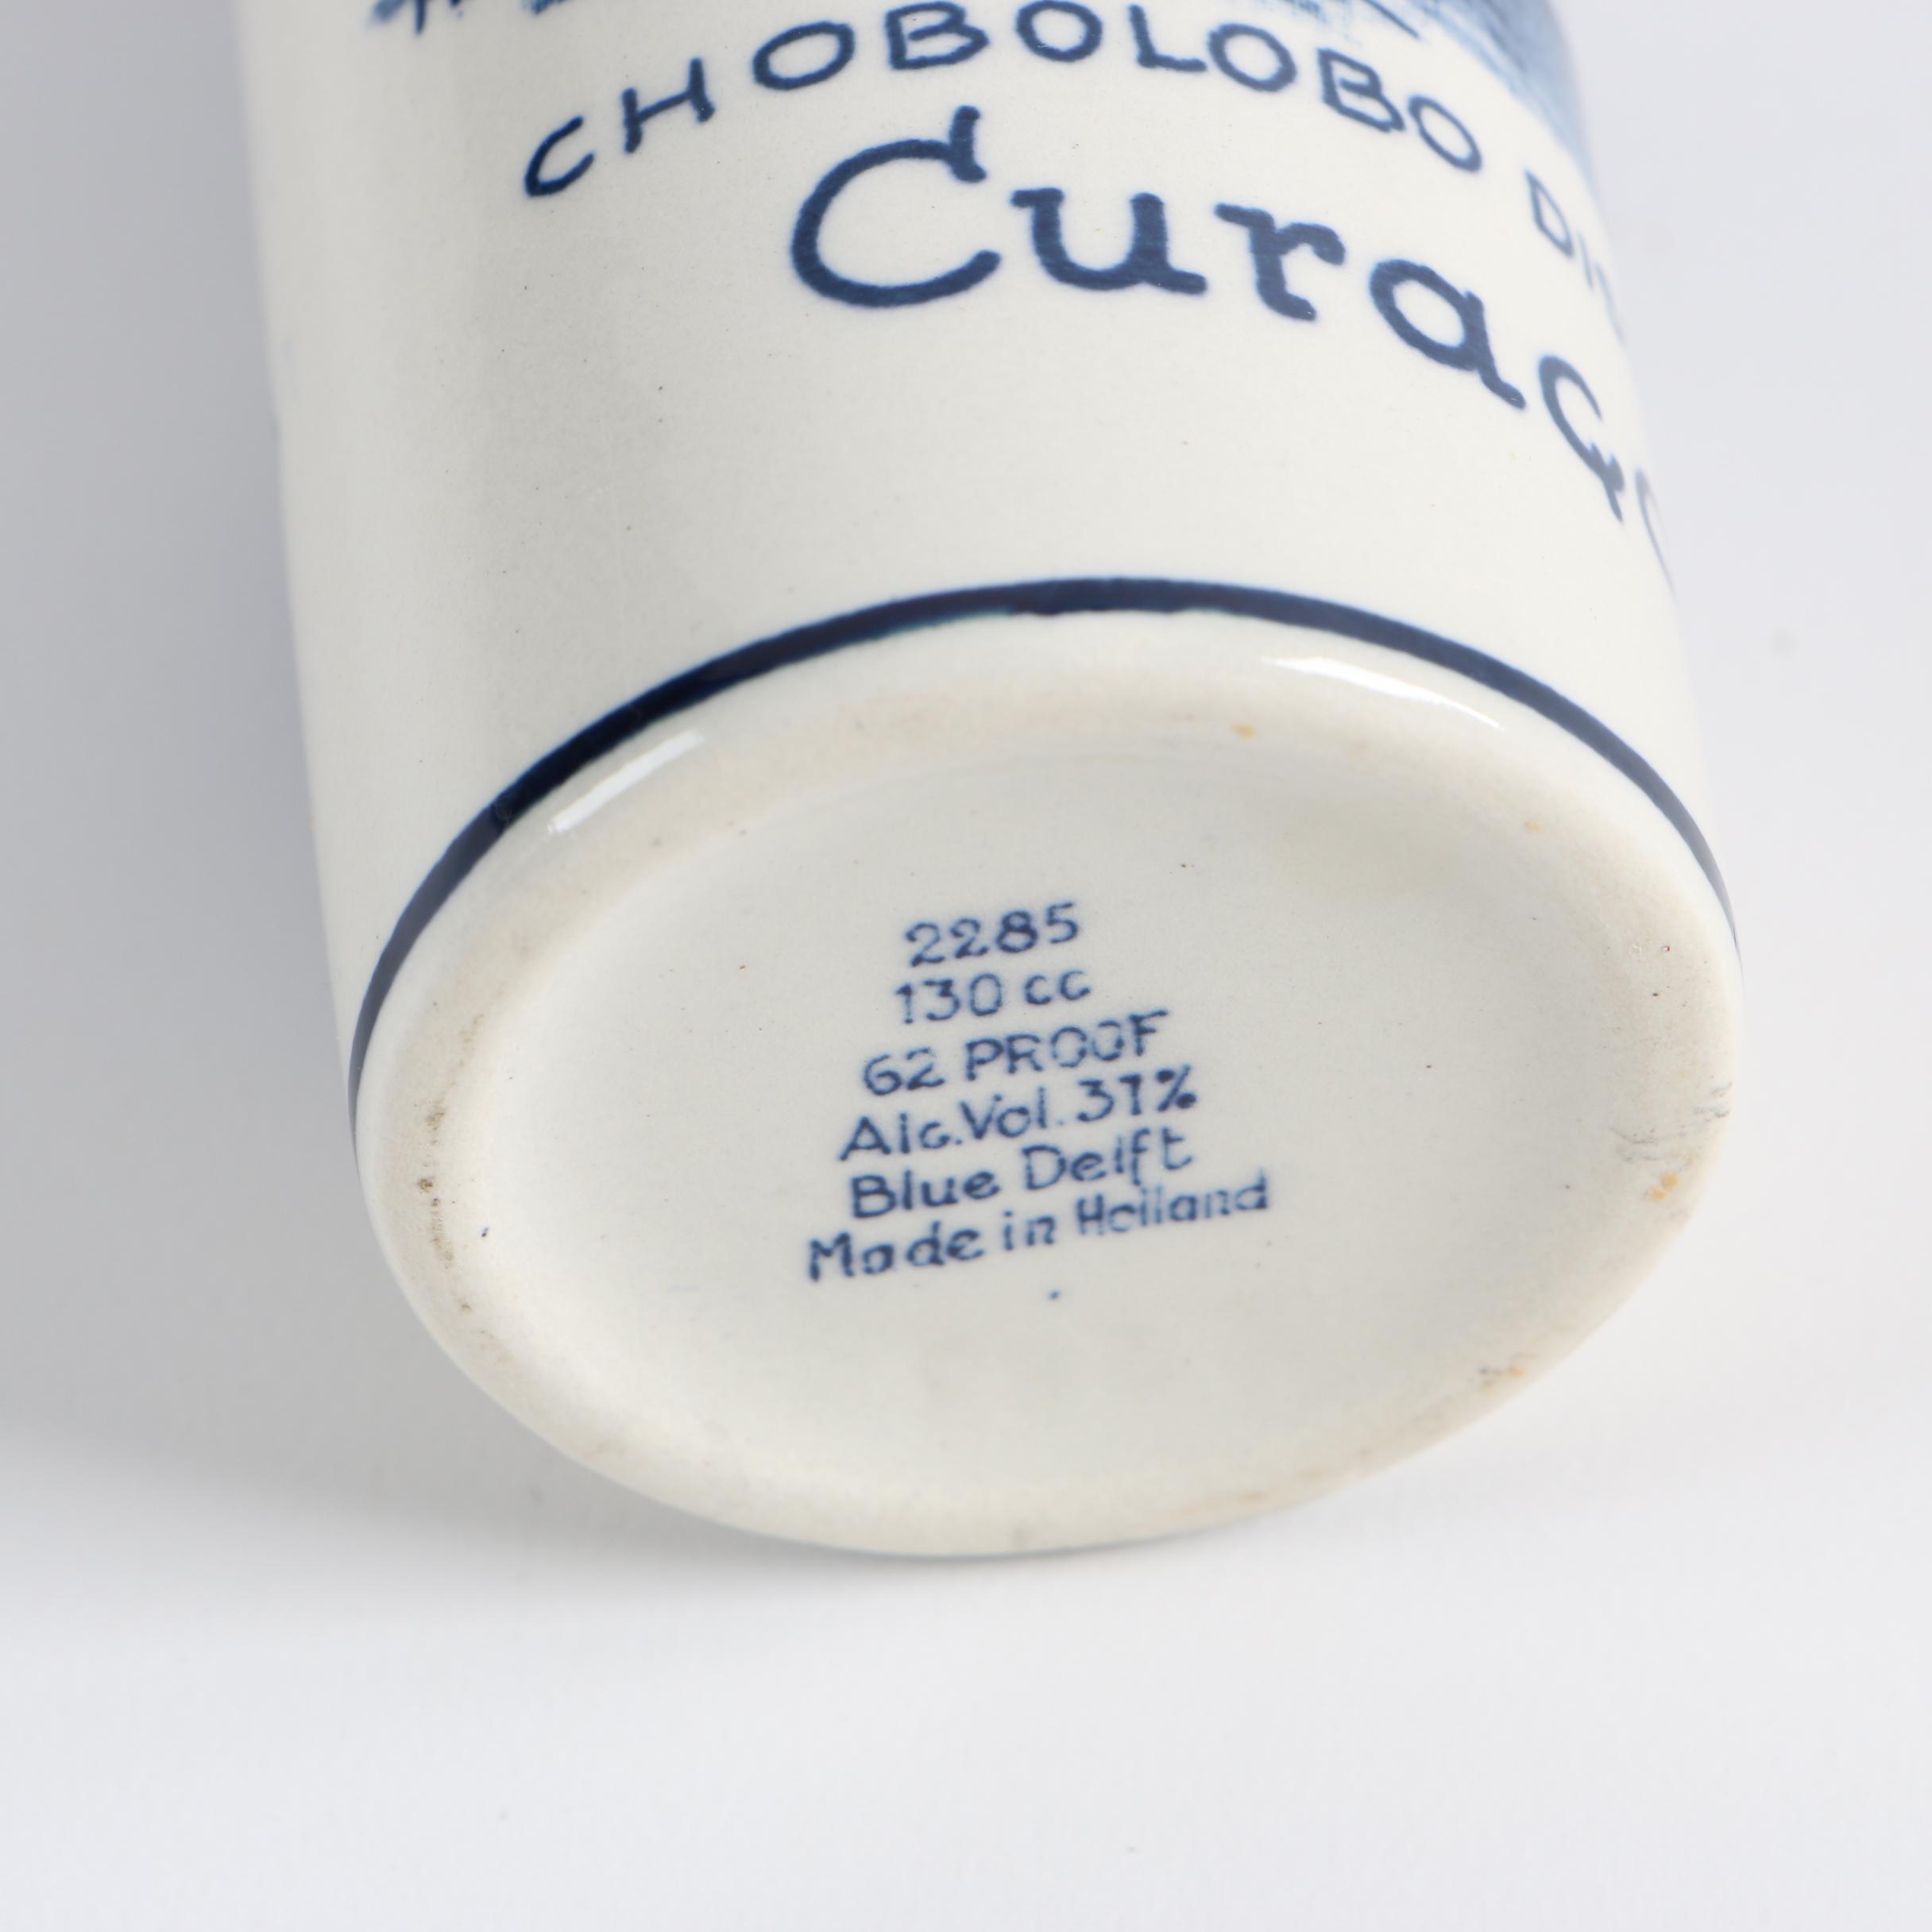 CHOBOLOBO
Curaç
2285
130 cc
62 PROOF
Alc.Vol. 31%
Blue Delft
Made in Holland